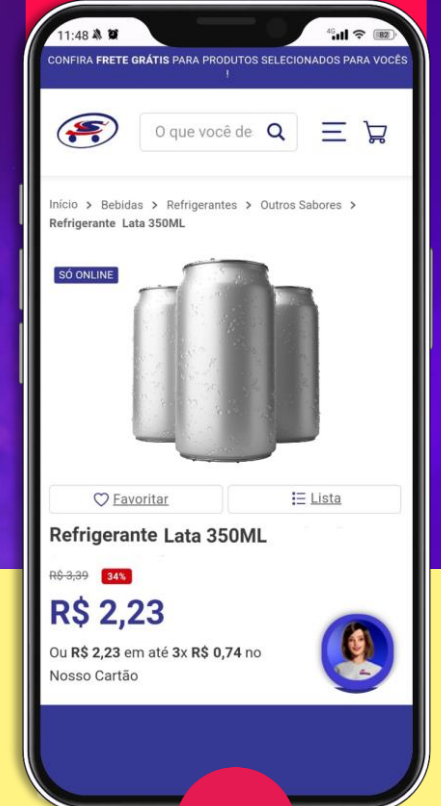 11:48
4G
82
CONFIRA FRETE GRÁTIS PARA PRODUTOS SELECIONADOS PARA VOCÊS
!
O que você de
Início > Bebidas > Refrigerantes > Outros Sabores >
Refrigerante Lata 350ML
SÓ ONLINE
Favoritar
Lista
Refrigerante Lata 350ML
R$ 3,39 34%
R$ 2,23
Ou R$ 2,23 em até 3x R$ 0,74 no
Nosso Cartão